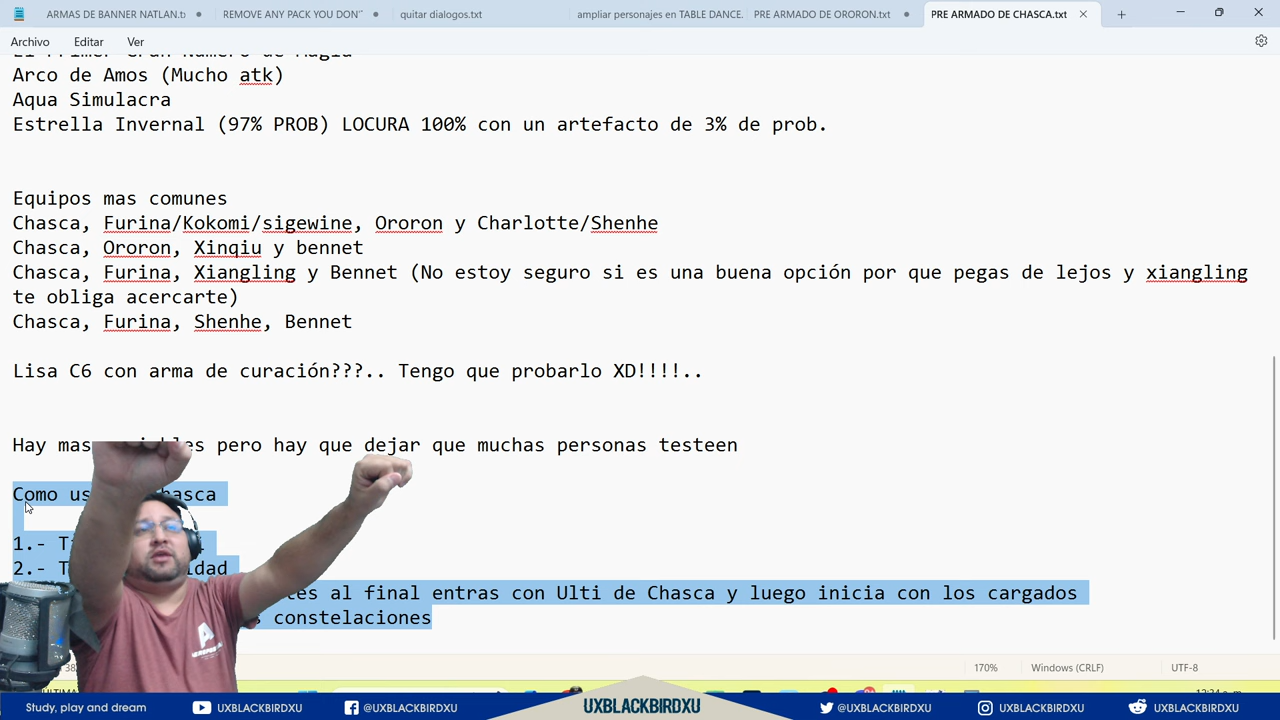 ARMAS DE BANNER NATLAN.tx
REMOVE ANY PACK YOU DON'T
quitar dialogos.txt
ampliar personajes en TABLE DANCE.
PRE ARMADO DE ORORON.txt
PRE ARMADO DE CHASCA.txt
Archivo Editar Ver
El Primer Gran Número de Magia
Arco de Amos (Mucho atk)
Aqua Simulacra
Estrella Invernal (97% PROB) LOCURA 100% con un artefacto de 3% de prob.
Equipos mas comunes
Chasca, Furina/Kokomi/sigewine, Ororon y Charlotte/Shenhe
Chasca, Ororon, Xinqiu y bennet
Chasca, Furina, Xiangling y Bennet (No estoy seguro si es una buena opción por que pegas de lejos y xiangling
te obliga acercarte)
Chasca, Furina, Shenhe, Bennet
Lisa C6 con arma de curación???.. Tengo que probarlo XD!!!!..
Hay mas pero hay que dejar que muchas personas testeen
Como
1.-
2.-
al final entras con Ulti de Chasca y luego inicia con los cargados
constelaciones
170% Windows (CRLF) UTF-8
Study, play and dream
UXBLACKBIRDXU
@UXBLACKBIRDXU
UXBLACKBIRDXU
@UXBLACKBIRDXU
UXBLACKBIRDXU
UXBLACKBIRDXU